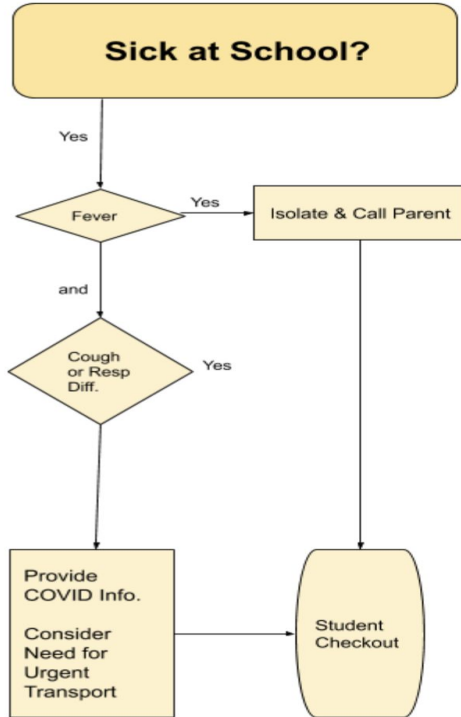 Sick at School?
Yes
Fever
Yes
Isolate & Call Parent
and
Cough
or Resp
Diff.
Yes
Provide
COVID Info.
Consider
Need for
Urgent
Transport
Student
Checkout